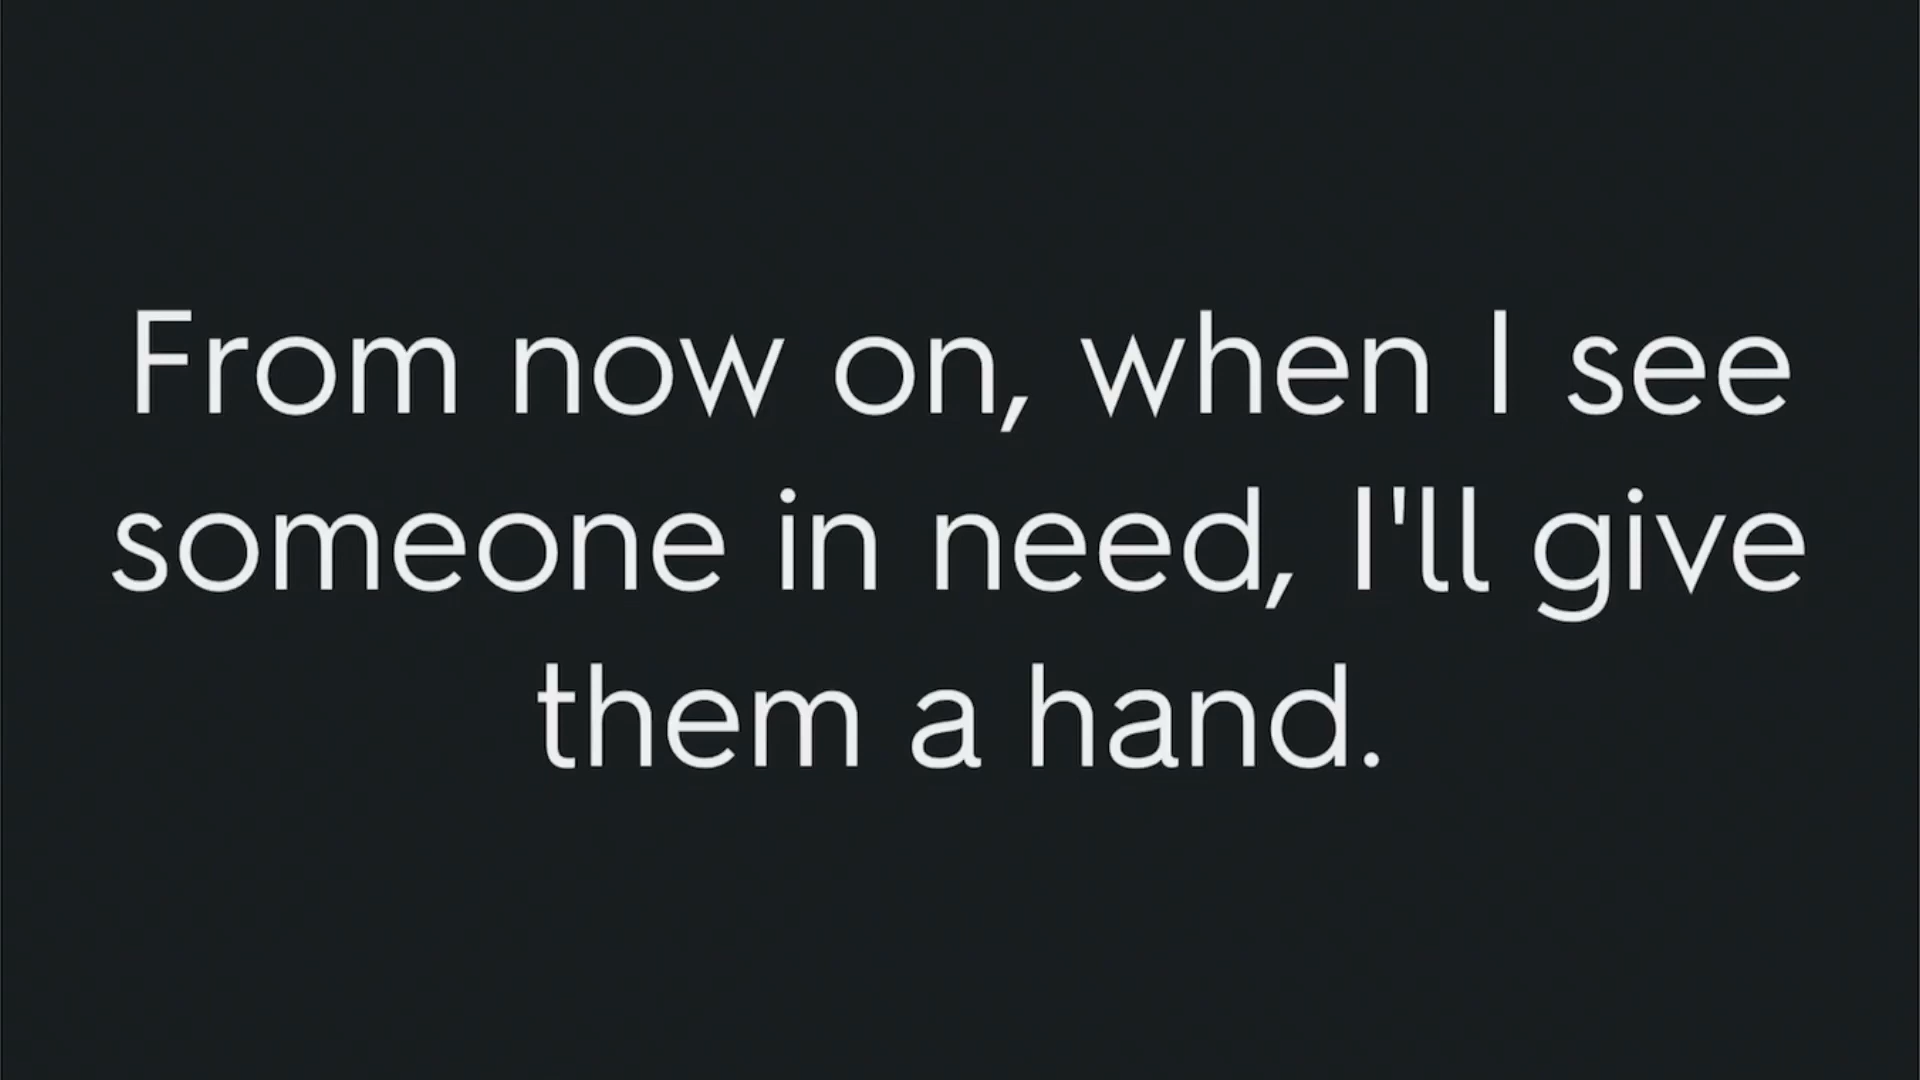 From now on, when I see
someone in need, I'll give
them a hand.